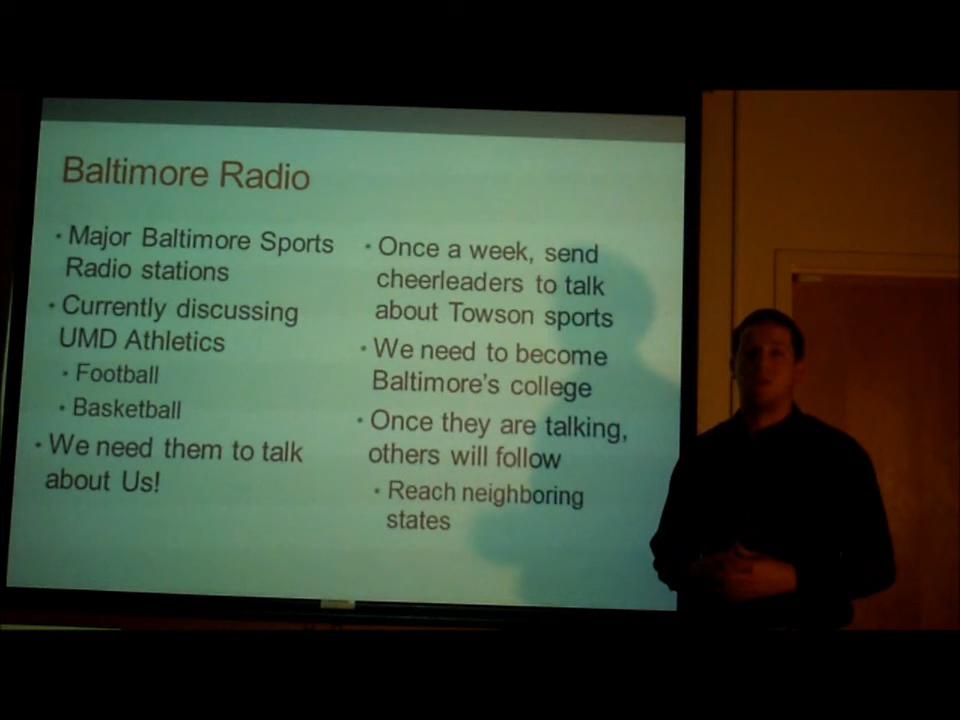 Baltimore Radio
• Major Baltimore Sports
Radio stations
• Currently discussing
UMD Athletics
• Football
• Basketball
• We need them to talk
about Us!
• Once a week, send
cheerleaders to talk
about Towson sports
• We need to become
Baltimore's college
• Once they are talking,
others will follow
• Reach neighboring
states